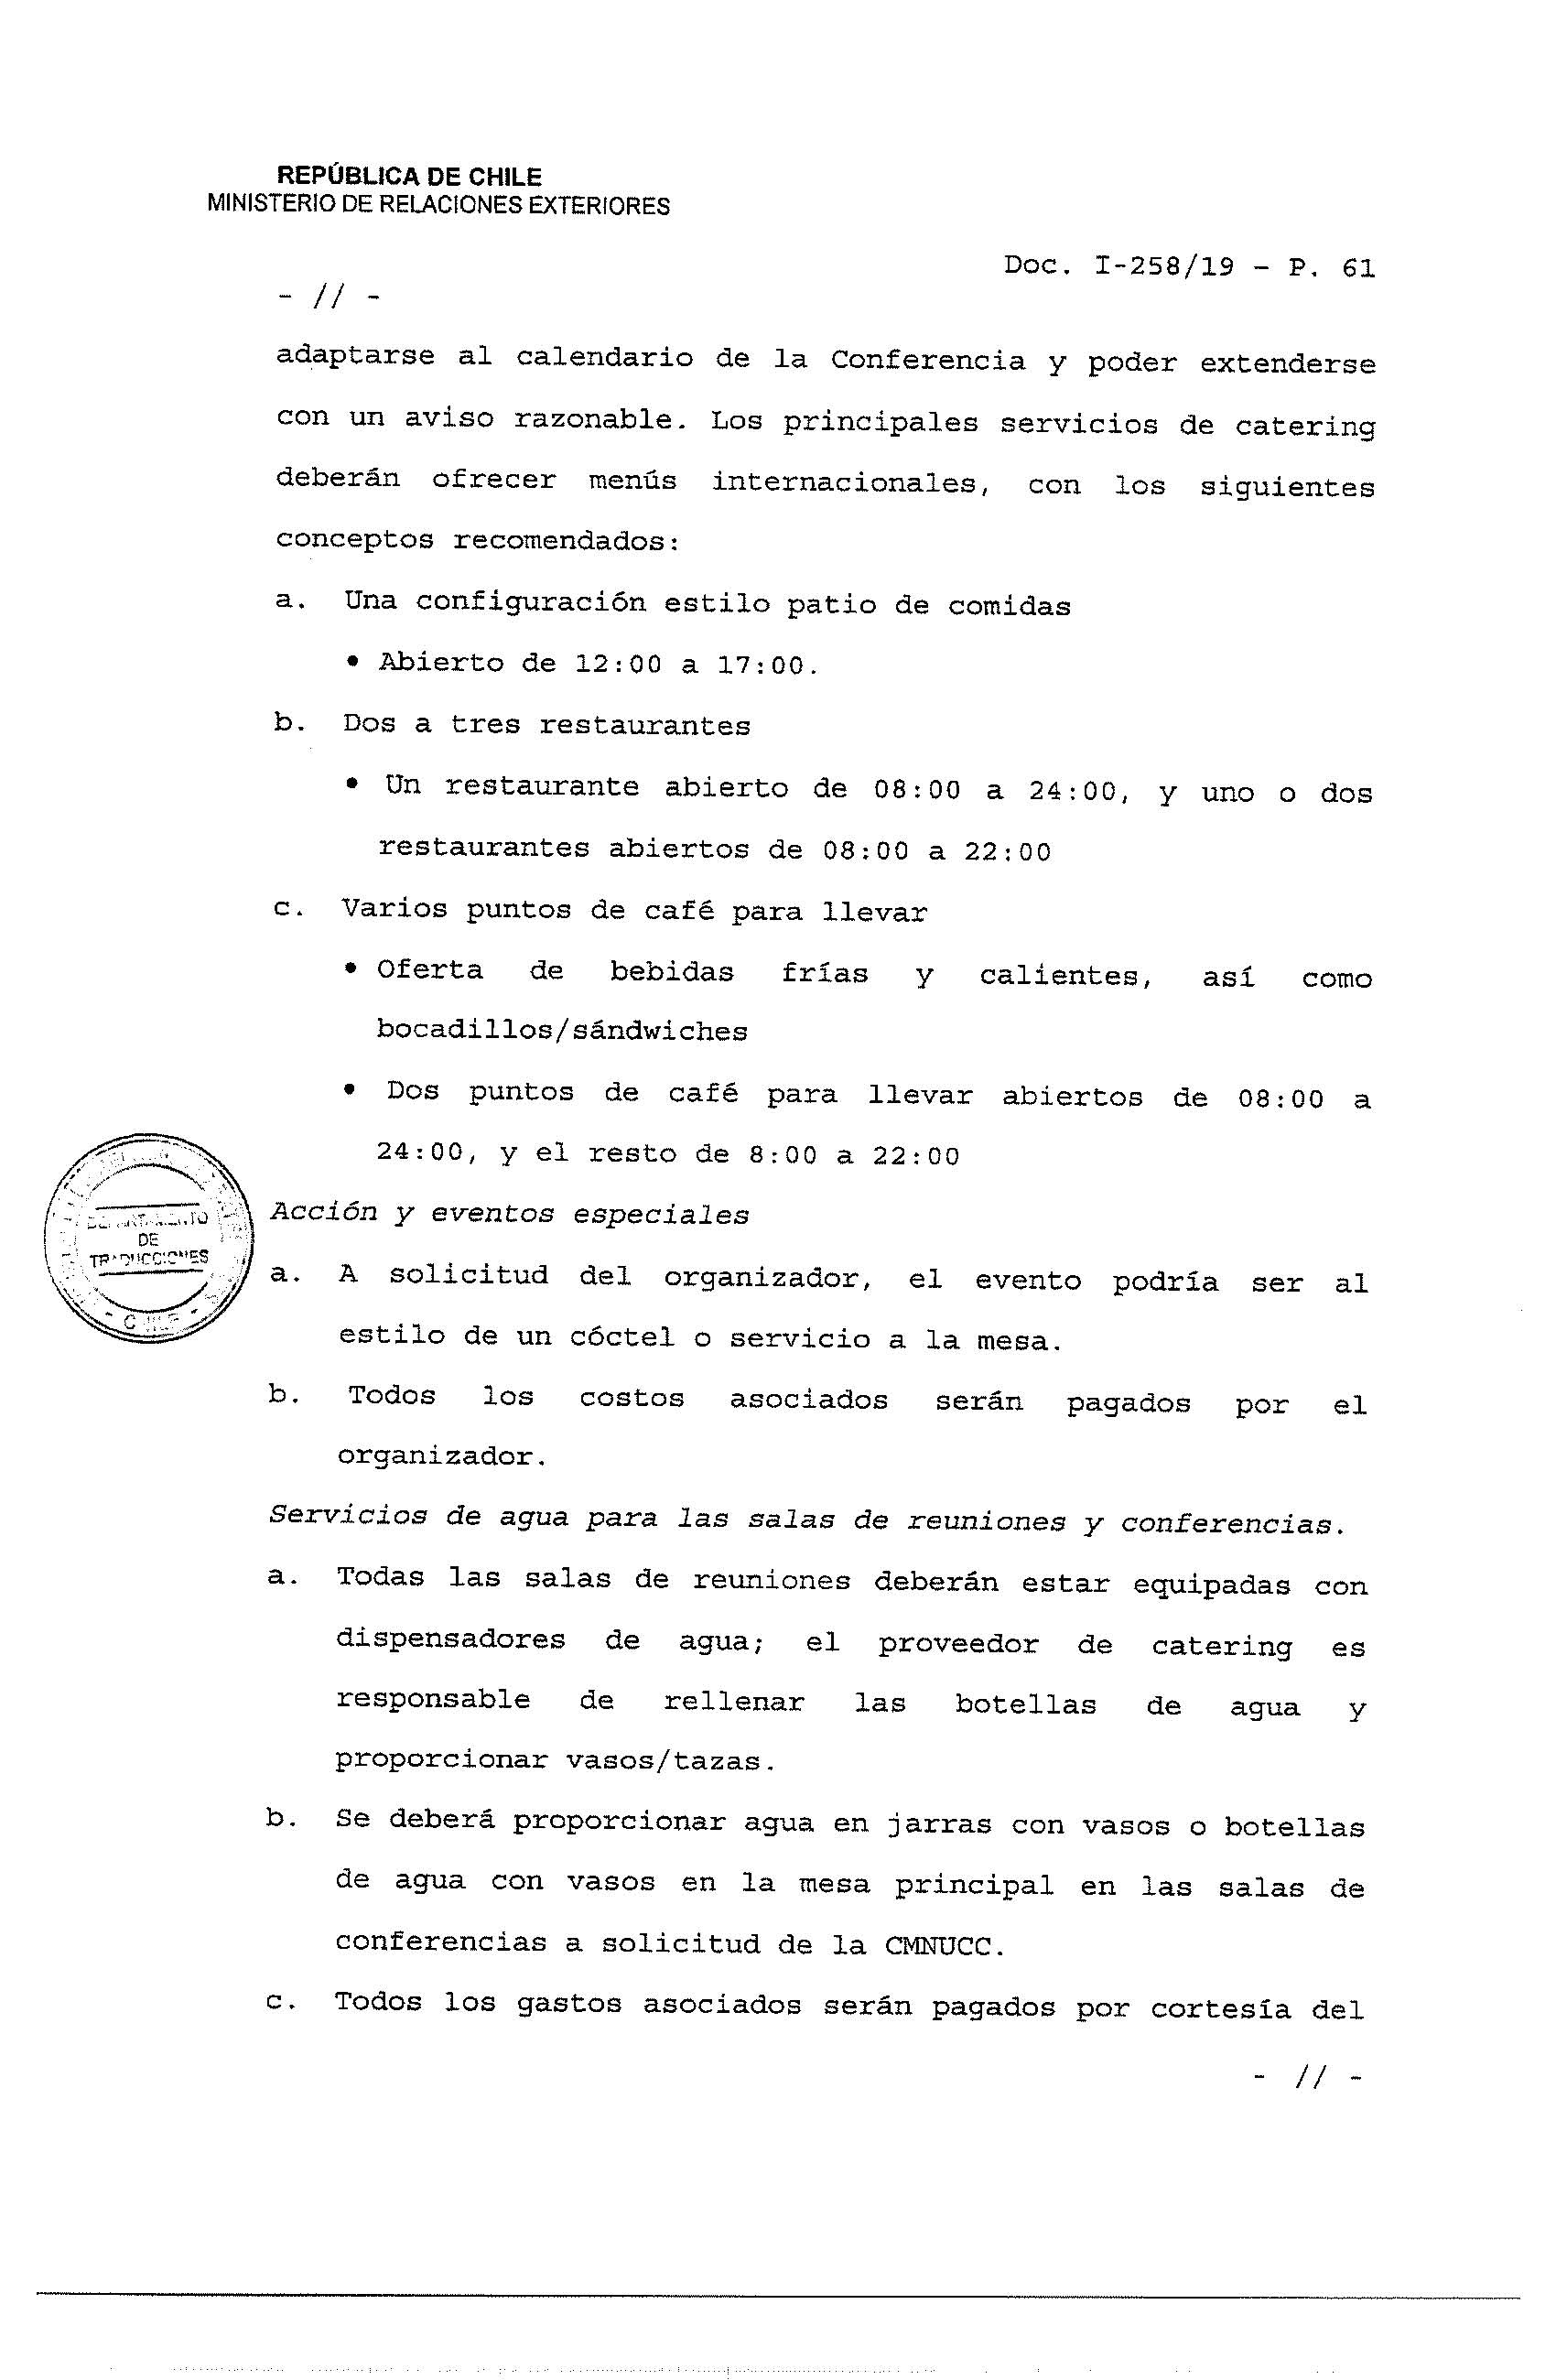 REPÚBLICA DE CHILE
MINISTERIO DE RELACIONES EXTERIORES
Doc. I-258/19 - P. 61
- // -
adaptarse al calendario de la Conferencia y poder extenderse
con un aviso razonable. Los principales servicios de catering
deberán ofrecer menús internacionales, con los siguientes
conceptos recomendados:
a. Una configuración estilo patio de comidas
• Abierto de 12:00 a 17:00.
b. Dos a tres restaurantes
• Un restaurante abierto de 08:00 a 24:00, y uno o dos
restaurantes abiertos de 08:00 a 22:00
c. Varios puntos de café para llevar
• Oferta de bebidas frías y calientes, así como
bocadillos/sándwiches
• Dos puntos de café para llevar abiertos de 08:00 a
24:00, y el resto de 8:00 a 22:00
Acción y eventos especiales
a. A solicitud del organizador, el evento podría ser al
estilo de un cóctel o servicio a la mesa.
b. Todos los costos asociados serán pagados por el
organizador.
Servicios de agua para las salas de reuniones y conferencias.
a. Todas las salas de reuniones deberán estar equipadas con
dispensadores de agua; el proveedor de catering es
responsable de rellenar las botellas de agua y
proporcionar vasos/tazas.
b. Se deberá proporcionar agua en jarras con vasos o botellas
de agua con vasos en la mesa principal en las salas de
conferencias a solicitud de la CMNUCC.
c. Todos los gastos asociados serán pagados por cortesía del
- // -
DEPARTAMENTO
DE
TRADUCCIONES
CHILE